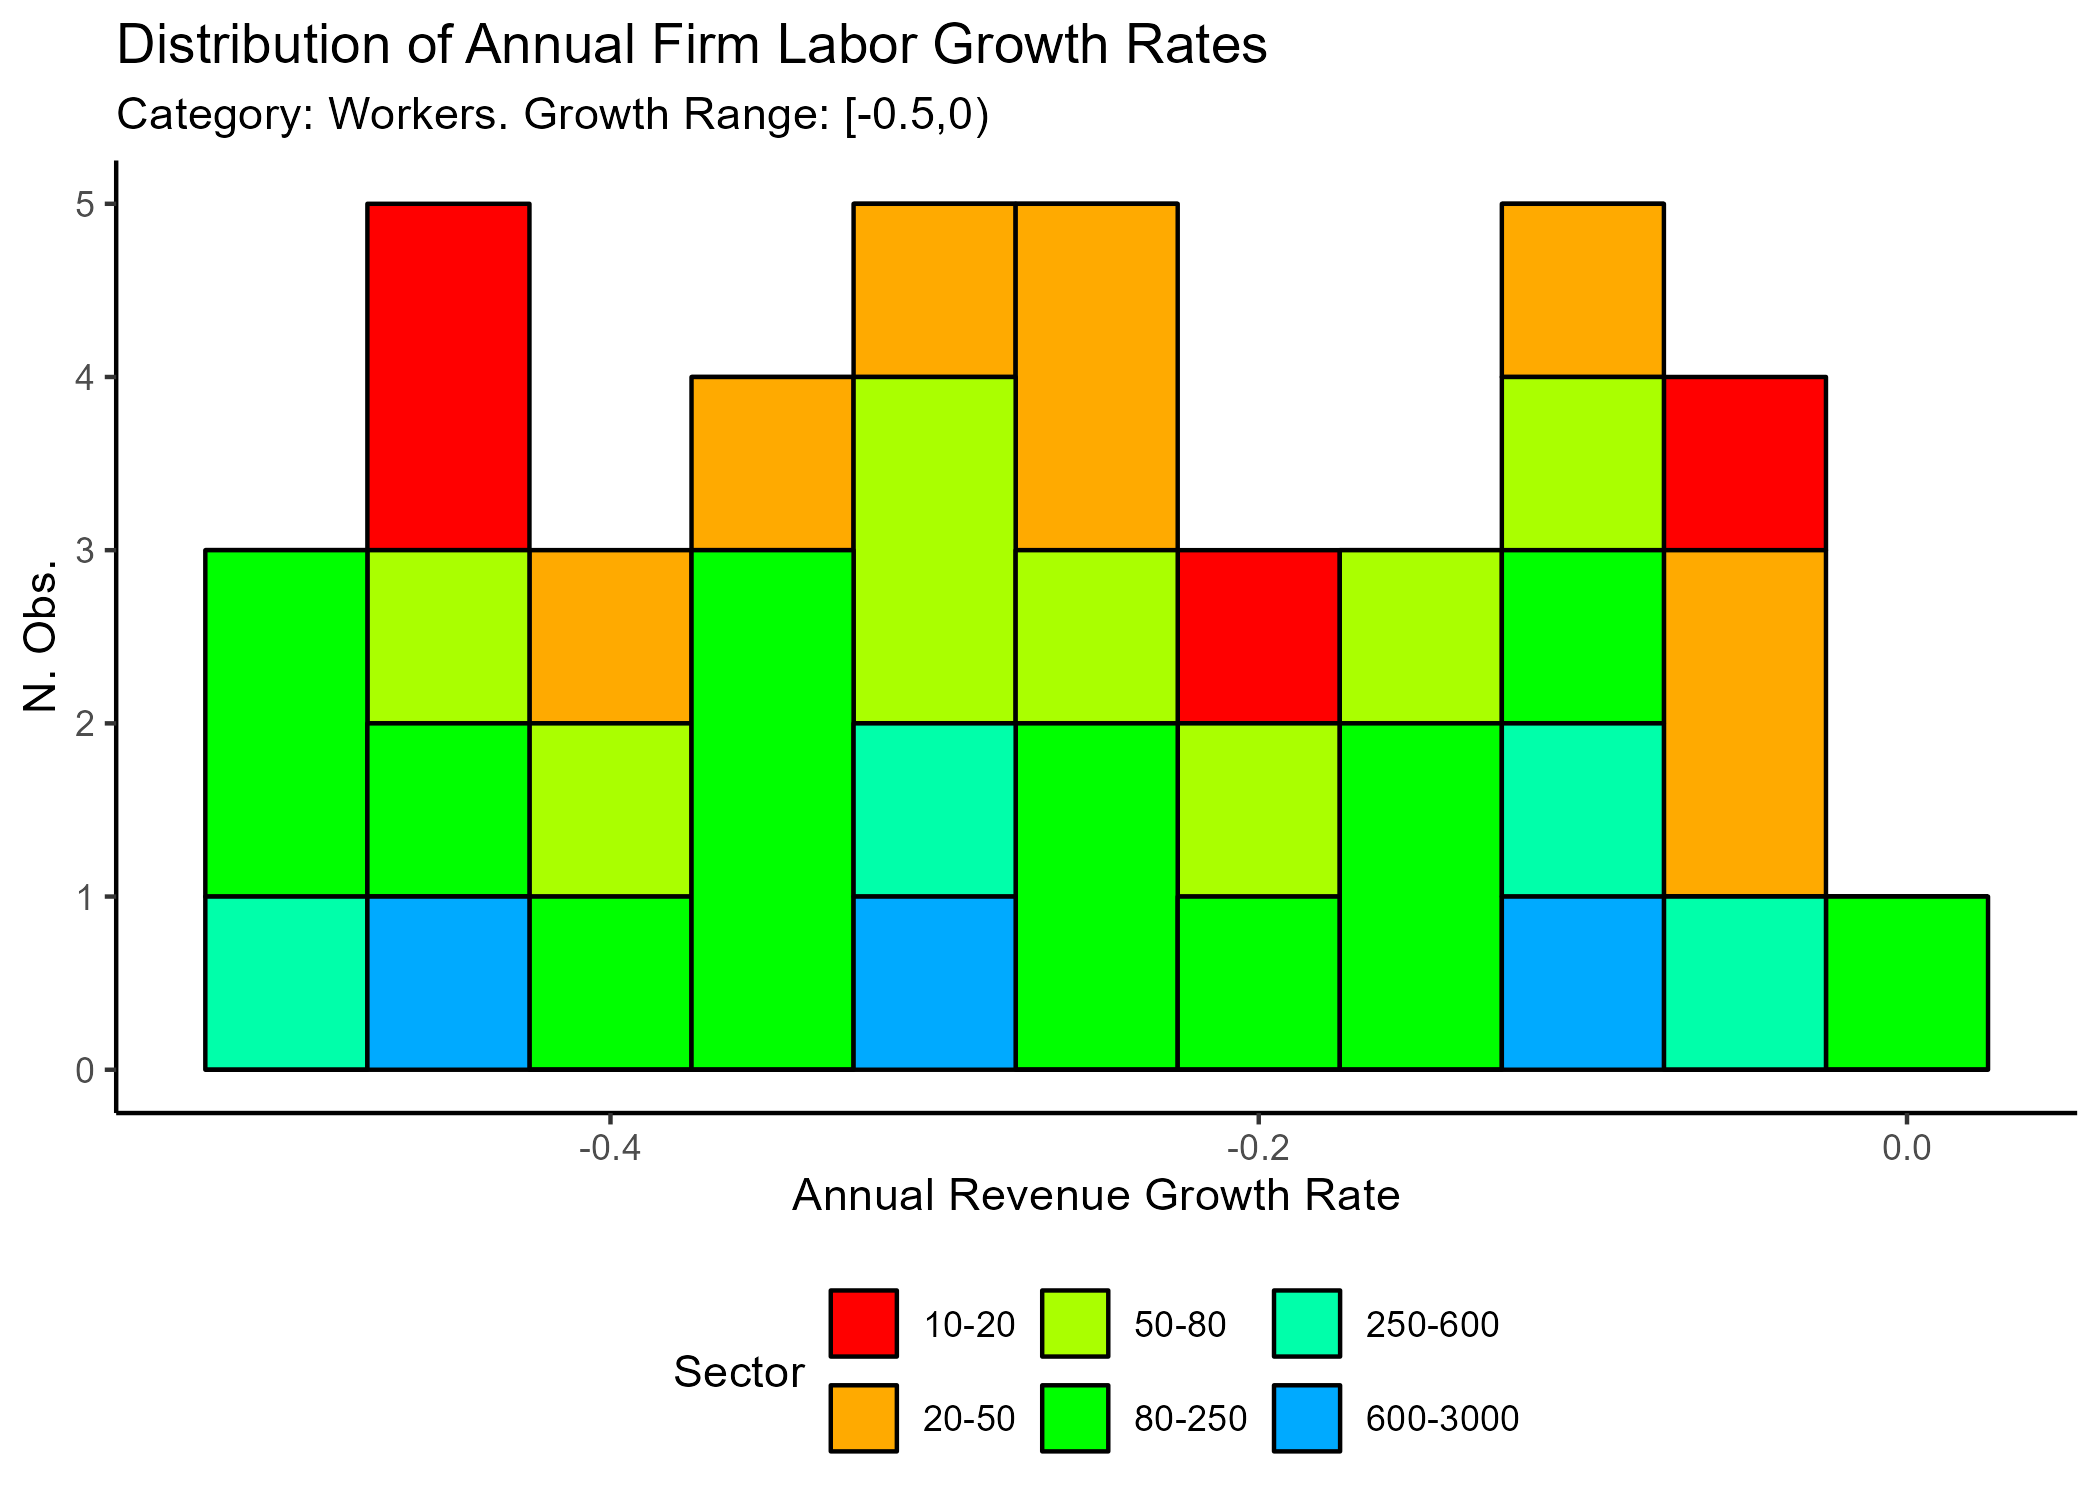 Distribution of Annual Firm Labor Growth Rates
Category: Workers. Growth Range: [-0.5,0)
N. Obs.
5
4
3
2
1
0
-0.4 -0.2 0.0
Annual Revenue Growth Rate
Sector
10-20 50-80 250-600
20-50 80-250 600-3000